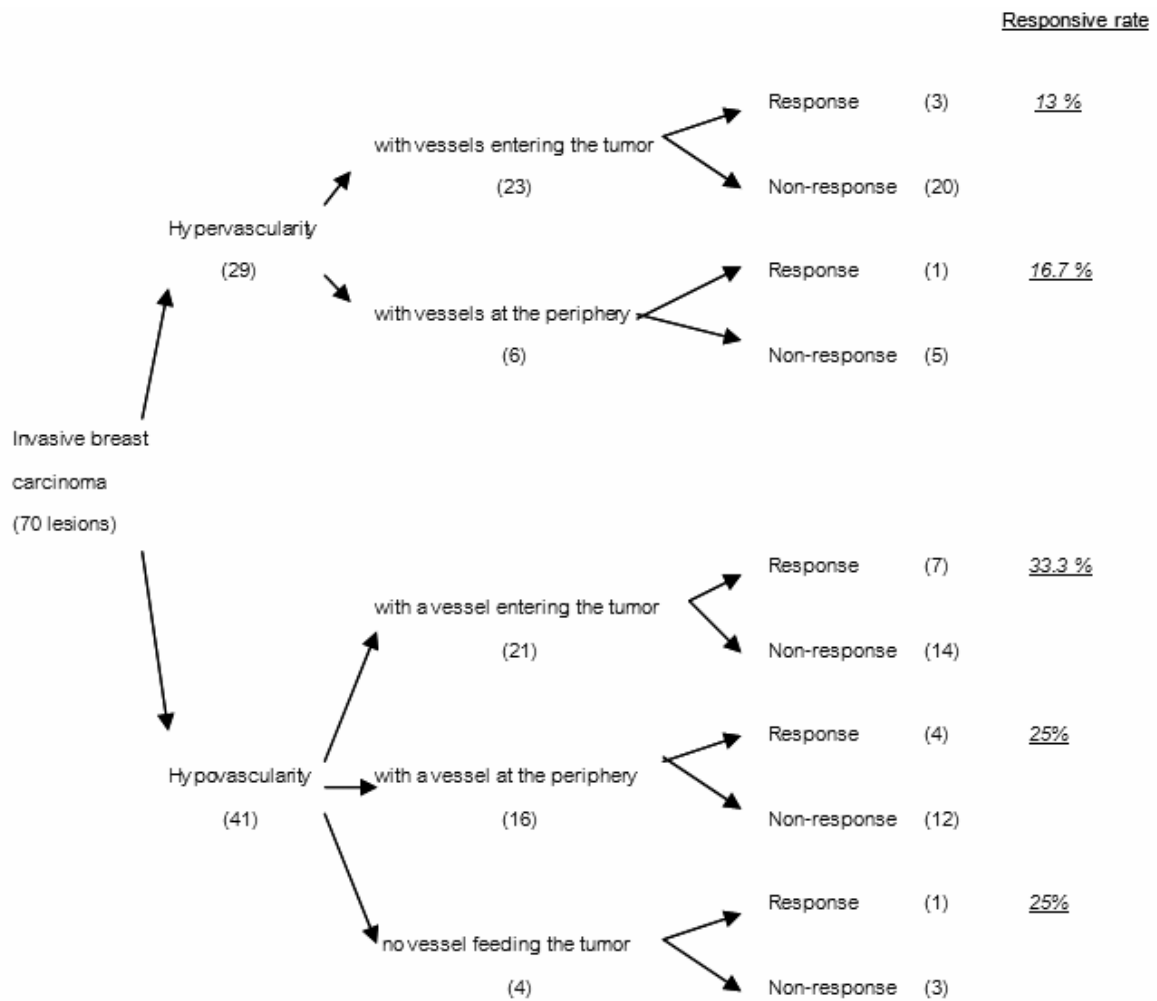 Responsive rate
Response (3) 13 %
with vessels entering the tumor
(23)
Non-response (20)
Hypervascularity
(29)
Response (1) 16.7 %
with vessels at the periphery
(6)
Non-response (5)
Invasive breast
carcinoma
(70 lesions)
Response (7) 33.3 %
with a vessel entering the tumor
(21)
Non-response (14)
Response (4) 25%
Hypovascularity
(41)
with a vessel at the periphery
(16)
Non-response (12)
Response (1) 25%
no vessel feeding the tumor
(4)
Non-response (3)